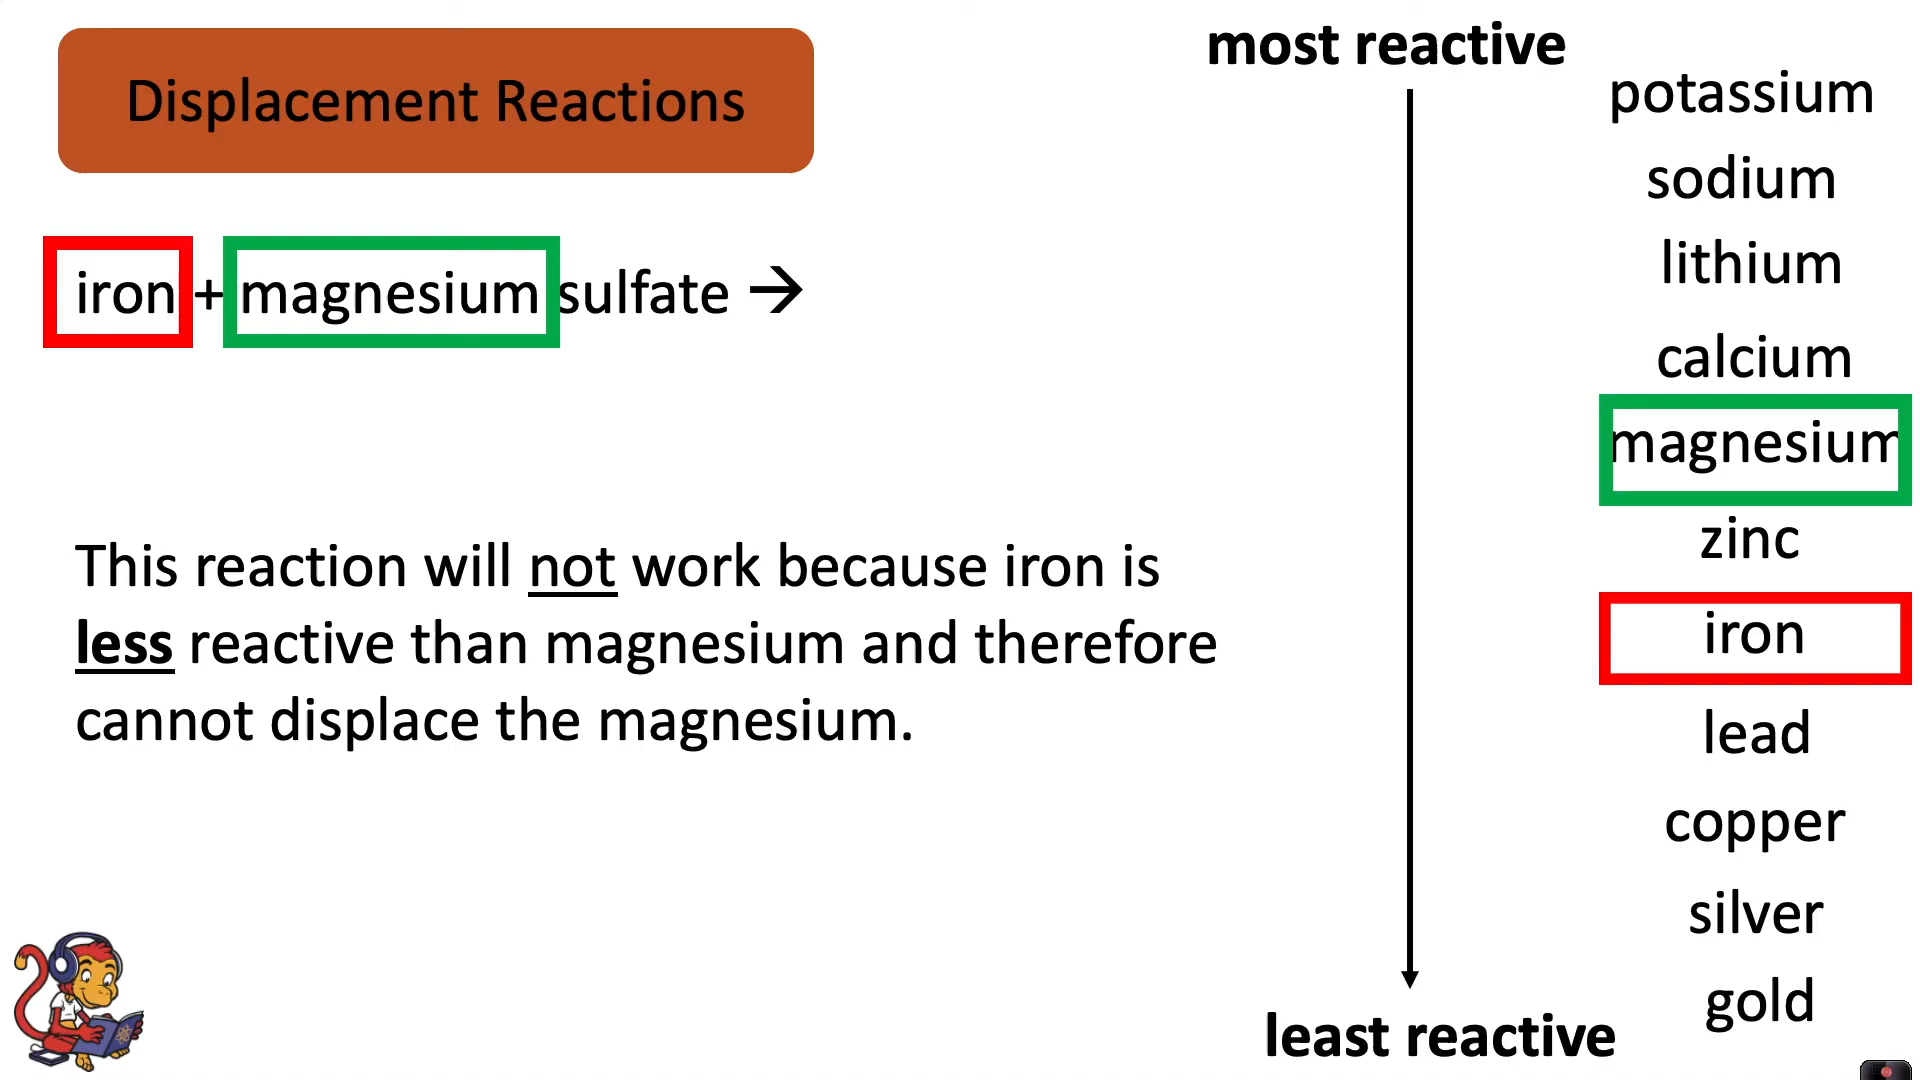 Displacement Reactions
iron + magnesium sulfate →
This reaction will not work because iron is
less reactive than magnesium and therefore
cannot displace the magnesium.
most reactive
potassium
sodium
lithium
calcium
magnesium
zinc
iron
lead
copper
silver
gold
least reactive